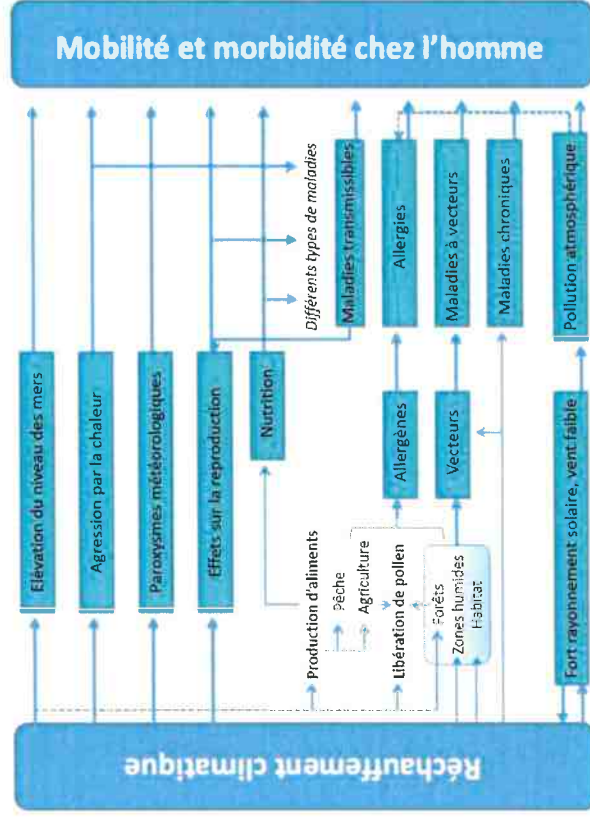 Mobilité et morbidité chez l'homme
Elévation du niveau des mers
Agression par la chaleur
Paroxysmes météorologiques
Effets sur la reproduction
Nutrition
Différents types de maladies
Maladies transmissibles
Allergies
Maladies à vecteurs
Maladies chroniques
Pollution atmosphérique
Allergènes
Vecteurs
Production d'aliments
Pêche
Agriculture
Libération de pollen
Forêts
Zones humides
Habitat
Fort rayonnement solaire, vent faible
Réchauffement climatique